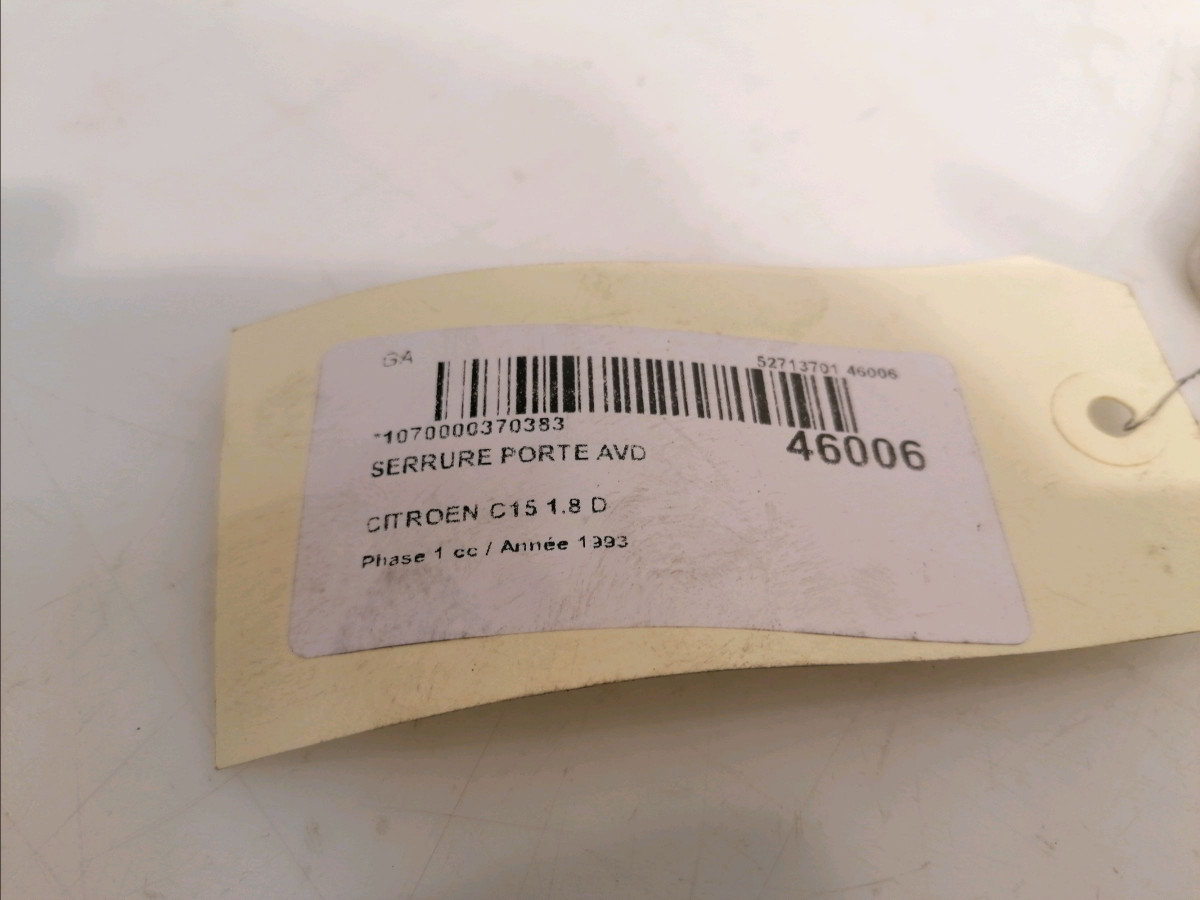 GA
52713701 46006
*1070000370383
46006
SERRURE PORTE AVD
CITROEN C15 1.8 D
Phase 1 cc / Année 1993